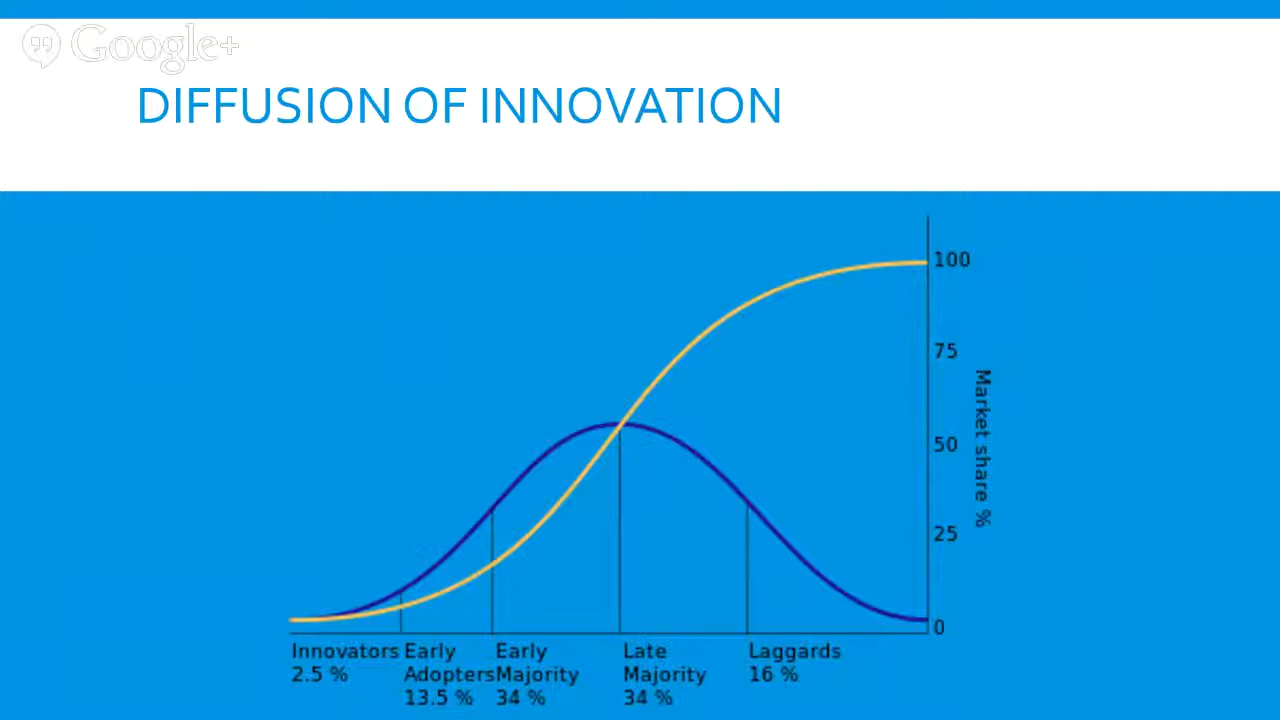 Google+
DIFFUSION OF INNOVATION
100
75
50
25
0
Market share %
Innovators
2.5 %
Early
Adopters
13.5 %
Early
Majority
34 %
Late
Majority
34 %
Laggards
16 %